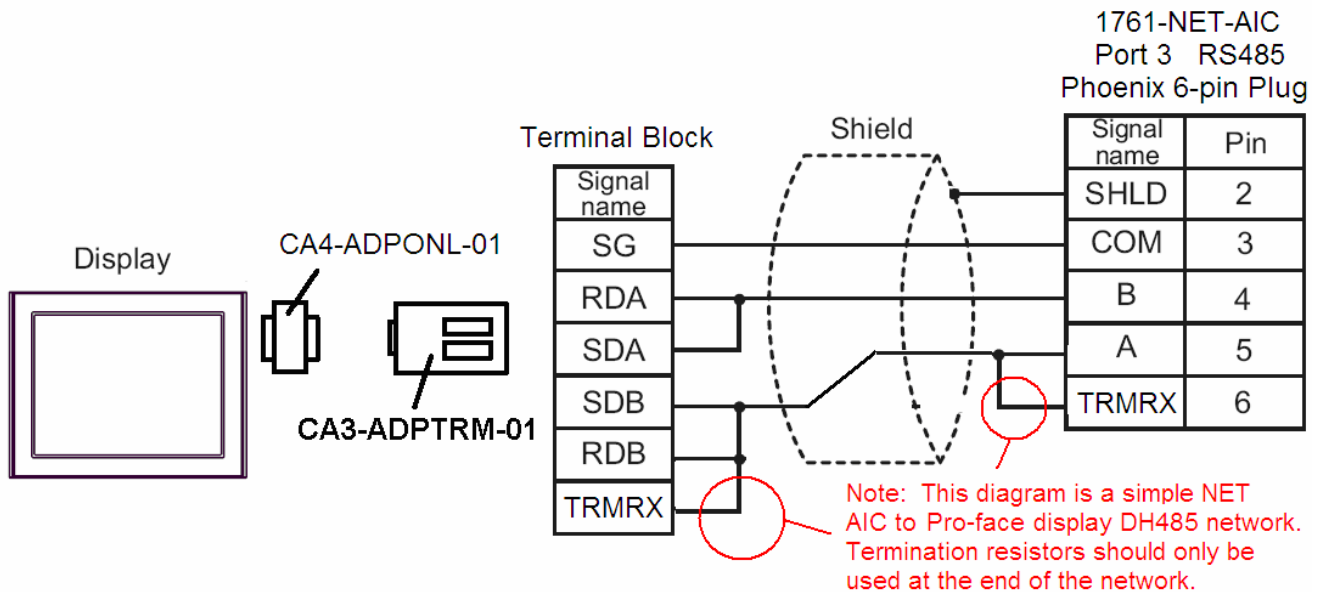 1761-NET-AIC
Port 3 RS485
Phoenix 6-pin Plug
Signal name Pin
SHLD 2
COM 3
B 4
A 5
TRMRX 6
Shield
Terminal Block
Signal name
SG
RDA
SDA
SDB
RDB
TRMRX
Display
CA4-ADPONL-01
CA3-ADPTRM-01
Note: This diagram is a simple NET
AIC to Pro-face display DH485 network.
Termination resistors should only be
used at the end of the network.